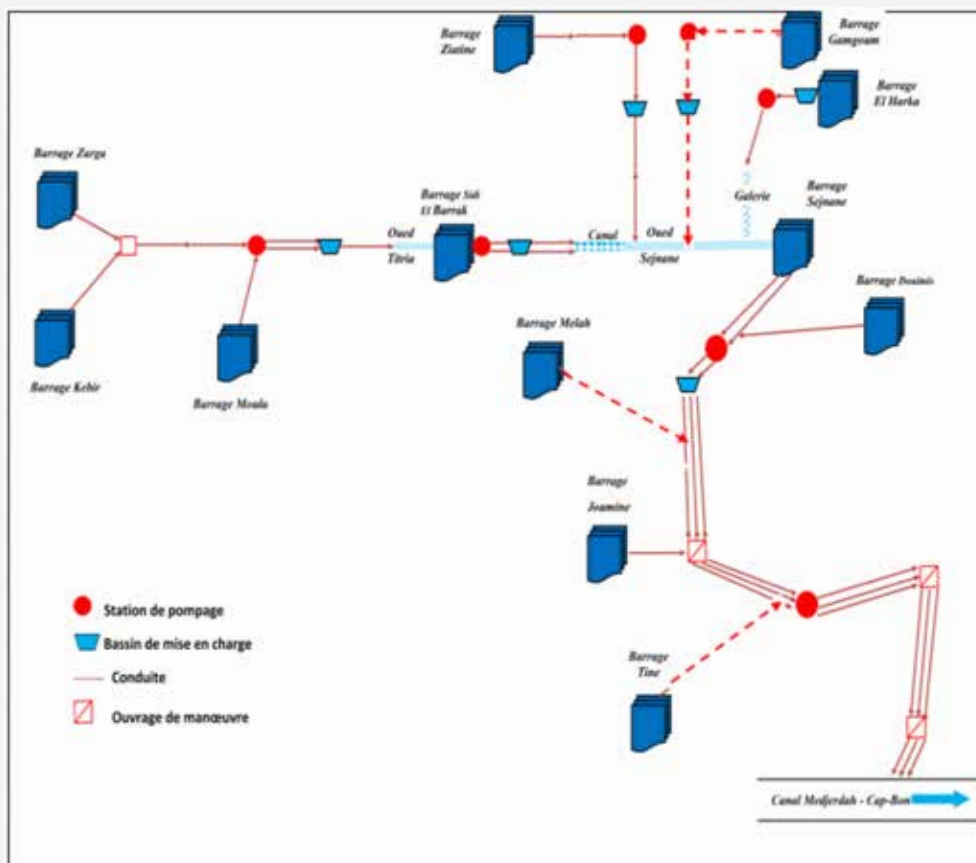 Barrage
Ziatine
Barrage
Gamgoum
Barrage
El Harka
Barrage Zarga
Barrage Sidi
El Barrak
Galerie
Barrage
Sejnane
Oued
Titria
Canal
Oued
Sejnane
Barrage Douimis
Barrage Melah
Barrage Kebir
Barrage Moula
Barrage
Joumine
Station de pompage
Bassin de mise en charge
Conduite
Ouvrage de manœuvre
Barrage
Tine
Canal Medjerdah - Cap-Bon